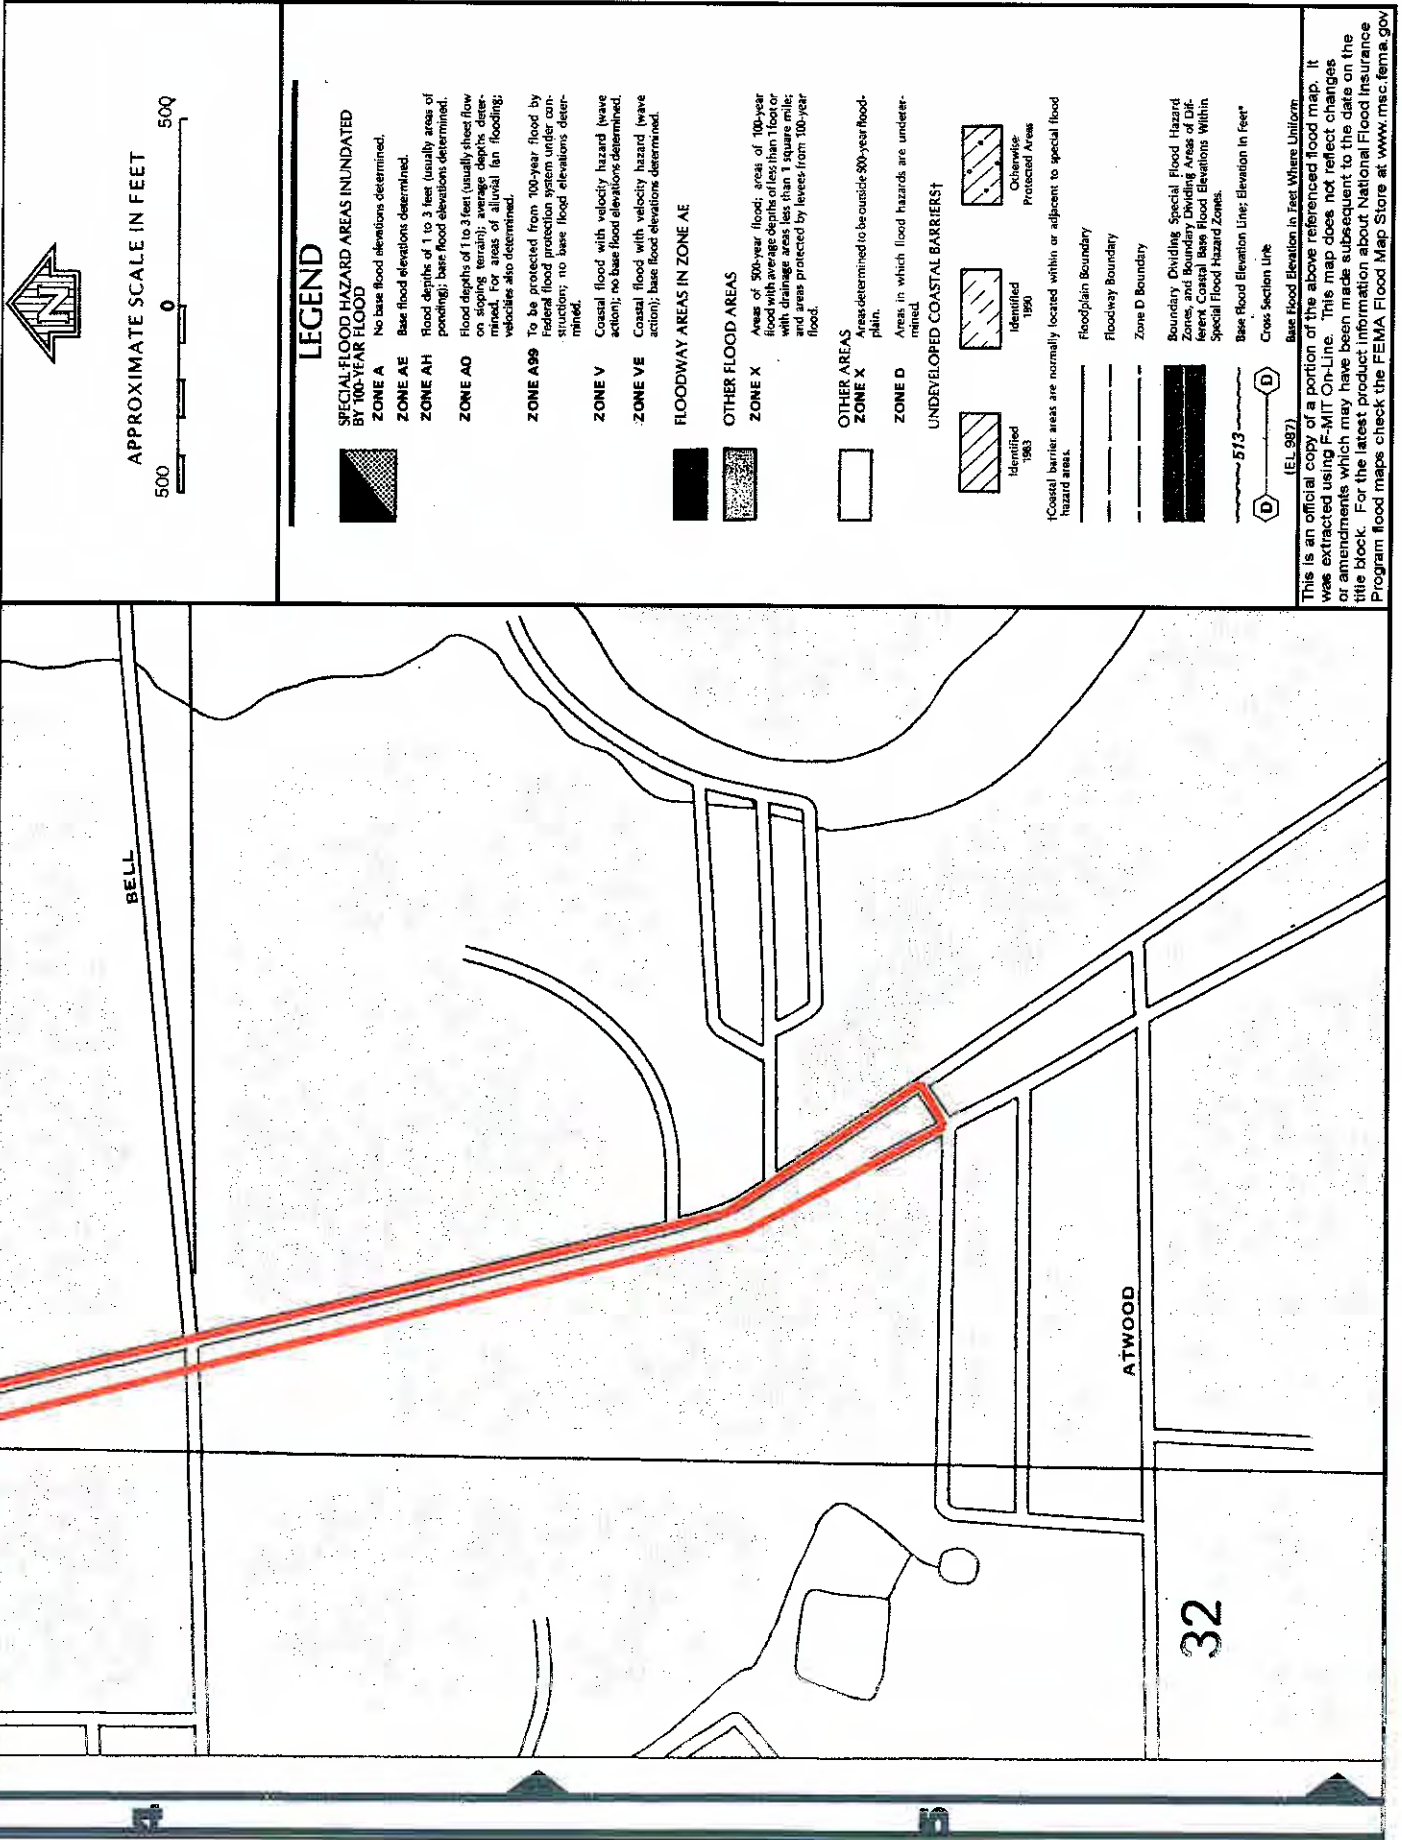 N
APPROXIMATE SCALE IN FEET
500 0 500
LEGEND
SPECIAL FLOOD HAZARD AREAS INUNDATED
BY 100-YEAR FLOOD
ZONE A No base flood elevations determined.
ZONE AE Base flood elevations determined.
ZONE AH Flood depths of 1 to 3 feet (usually areas of
ponding); base flood elevations determined.
ZONE AO Flood depths of 1 to 3 feet (usually sheet flow
on sloping terrain); average depths deter-
mined. For areas of alluvial fan flooding;
velocities also determined.
ZONE A99 To be protected from 100-year flood by
Federal flood protection system under con-
struction; no base flood elevations deter-
mined.
ZONE V Coastal flood with velocity hazard (wave
action); no base flood elevations determined.
ZONE VE Coastal flood with velocity hazard (wave
action); base flood elevations determined.
FLOODWAY AREAS IN ZONE AE
OTHER FLOOD AREAS
ZONE X Areas of 500-year flood; areas of 100-year
flood with average depths of less than 1 foot or
with drainage areas less than 1 square mile;
and areas protected by levees from 100-year
flood.
OTHER AREAS
ZONE X Areas determined to be outside 500-year flood-
plain.
ZONE D Areas in which flood hazards are undeter-
mined.
UNDEVELOPED COASTAL BARRIERS†
Identified
1983
Identified
1990
Otherwise
Protected Areas
†Coastal barrier areas are normally located within or adjacent to special flood
hazard areas.
Floodplain Boundary
Floodway Boundary
Zone D Boundary
Boundary Dividing Special Flood Hazard
Zones, and Boundary Dividing Areas of Dif-
ferent Coastal Base Flood Elevations Within
Special Flood Hazard Zones.
513 Base Flood Elevation Line; Elevation in Feet*
D D Cross Section Line
(EL 987) Base Flood Elevation in Feet Where Uniform
This is an official copy of a portion of the above referenced flood map. It
was extracted using F-MIT On-Line. This map does not reflect changes
or amendments which may have been made subsequent to the date on the
title block. For the latest product information about National Flood Insurance
Program flood maps check the FEMA Flood Map Store at www.msc.fema.gov
BELL
ATWOOD
32